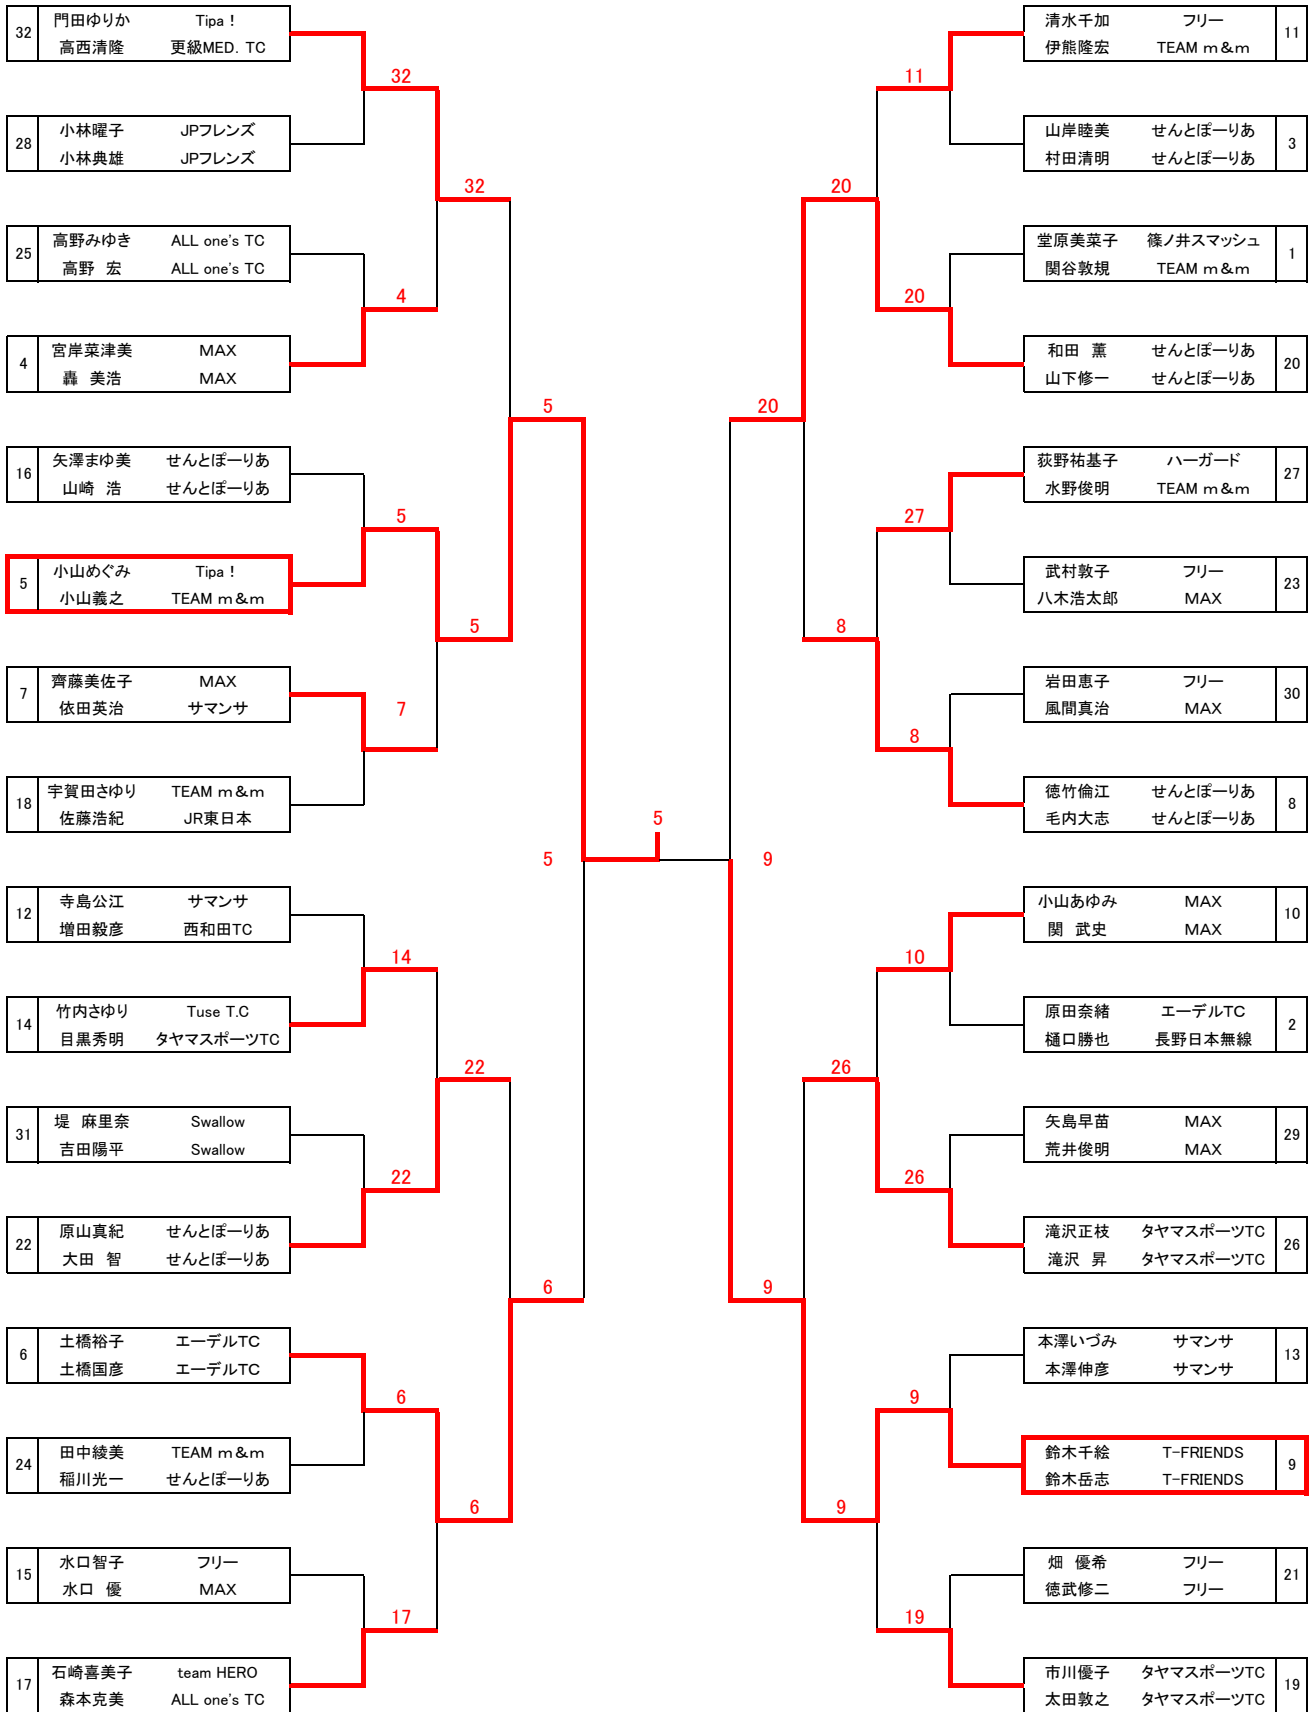 32 門田ゆりか Tipa！
高西清隆 更級MED. TC
32
28 小林曜子 JPフレンズ
小林典雄 JPフレンズ
32
25 高野みゆき ALL one's TC
高野 宏 ALL one's TC
4
4 宮岸菜津美 MAX
轟 美浩 MAX
5
16 矢澤まゆ美 せんとぽーりあ
山崎 浩 せんとぽーりあ
5
5 小山めぐみ Tipa！
小山義之 TEAM m&m
5
7 齊藤美佐子 MAX
依田英治 サマンサ
7
18 宇賀田さゆり TEAM m&m
佐藤浩紀 JR東日本
5
5
12 寺島公江 サマンサ
増田毅彦 西和田TC
14
14 竹内さゆり Tuse T.C
目黒秀明 タヤマスポーツTC
22
31 堤 麻里奈 Swallow
吉田陽平 Swallow
22
22 原山真紀 せんとぽーりあ
大田 智 せんとぽーりあ
6
6 土橋裕子 エーデルTC
土橋国彦 エーデルTC
6
24 田中綾美 TEAM m&m
稲川光一 せんとぽーりあ
6
15 水口智子 フリー
水口 優 MAX
17
17 石崎喜美子 team HERO
森本克美 ALL one's TC
清水千加 フリー 11
伊熊隆宏 TEAM m&m
11
山岸睦美 せんとぽーりあ 3
村田清明 せんとぽーりあ
20
堂原美菜子 篠ノ井スマッシュ 1
関谷敦規 TEAM m&m
20
和田 薫 せんとぽーりあ 20
山下修一 せんとぽーりあ
20
荻野祐基子 ハーガード 27
水野俊明 TEAM m&m
27
武村敦子 フリー 23
八木浩太郎 MAX
8
岩田恵子 フリー 30
風間真治 MAX
8
徳竹倫江 せんとぽーりあ 8
毛内大志 せんとぽーりあ
9
小山あゆみ MAX 10
関 武史 MAX
10
原田奈緒 エーデルTC 2
樋口勝也 長野日本無線
26
矢島早苗 MAX 29
荒井俊明 MAX
26
滝沢正枝 タヤマスポーツTC 26
滝沢 昇 タヤマスポーツTC
9
本澤いづみ サマンサ 13
本澤伸彦 サマンサ
9
鈴木千絵 T-FRIENDS 9
鈴木岳志 T-FRIENDS
9
畑 優希 フリー 21
徳武修二 フリー
19
市川優子 タヤマスポーツTC 19
太田敦之 タヤマスポーツTC